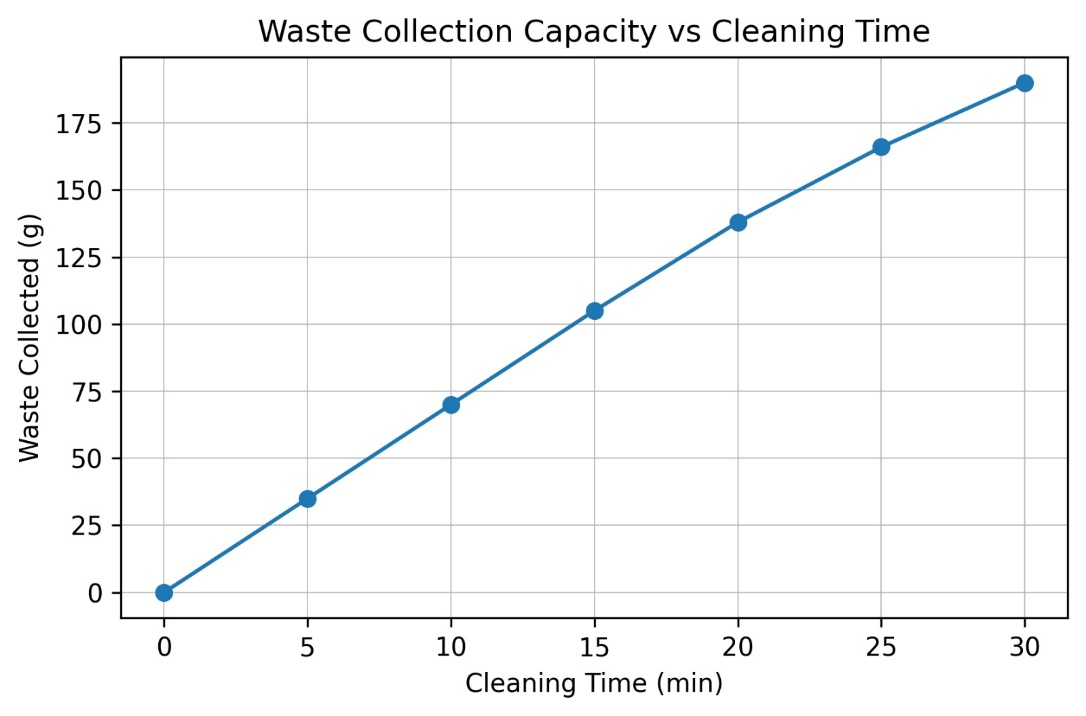 Waste Collection Capacity vs Cleaning Time
Waste Collected (g)
175
150
125
100
75
50
25
0
0 5 10 15 20 25 30
Cleaning Time (min)